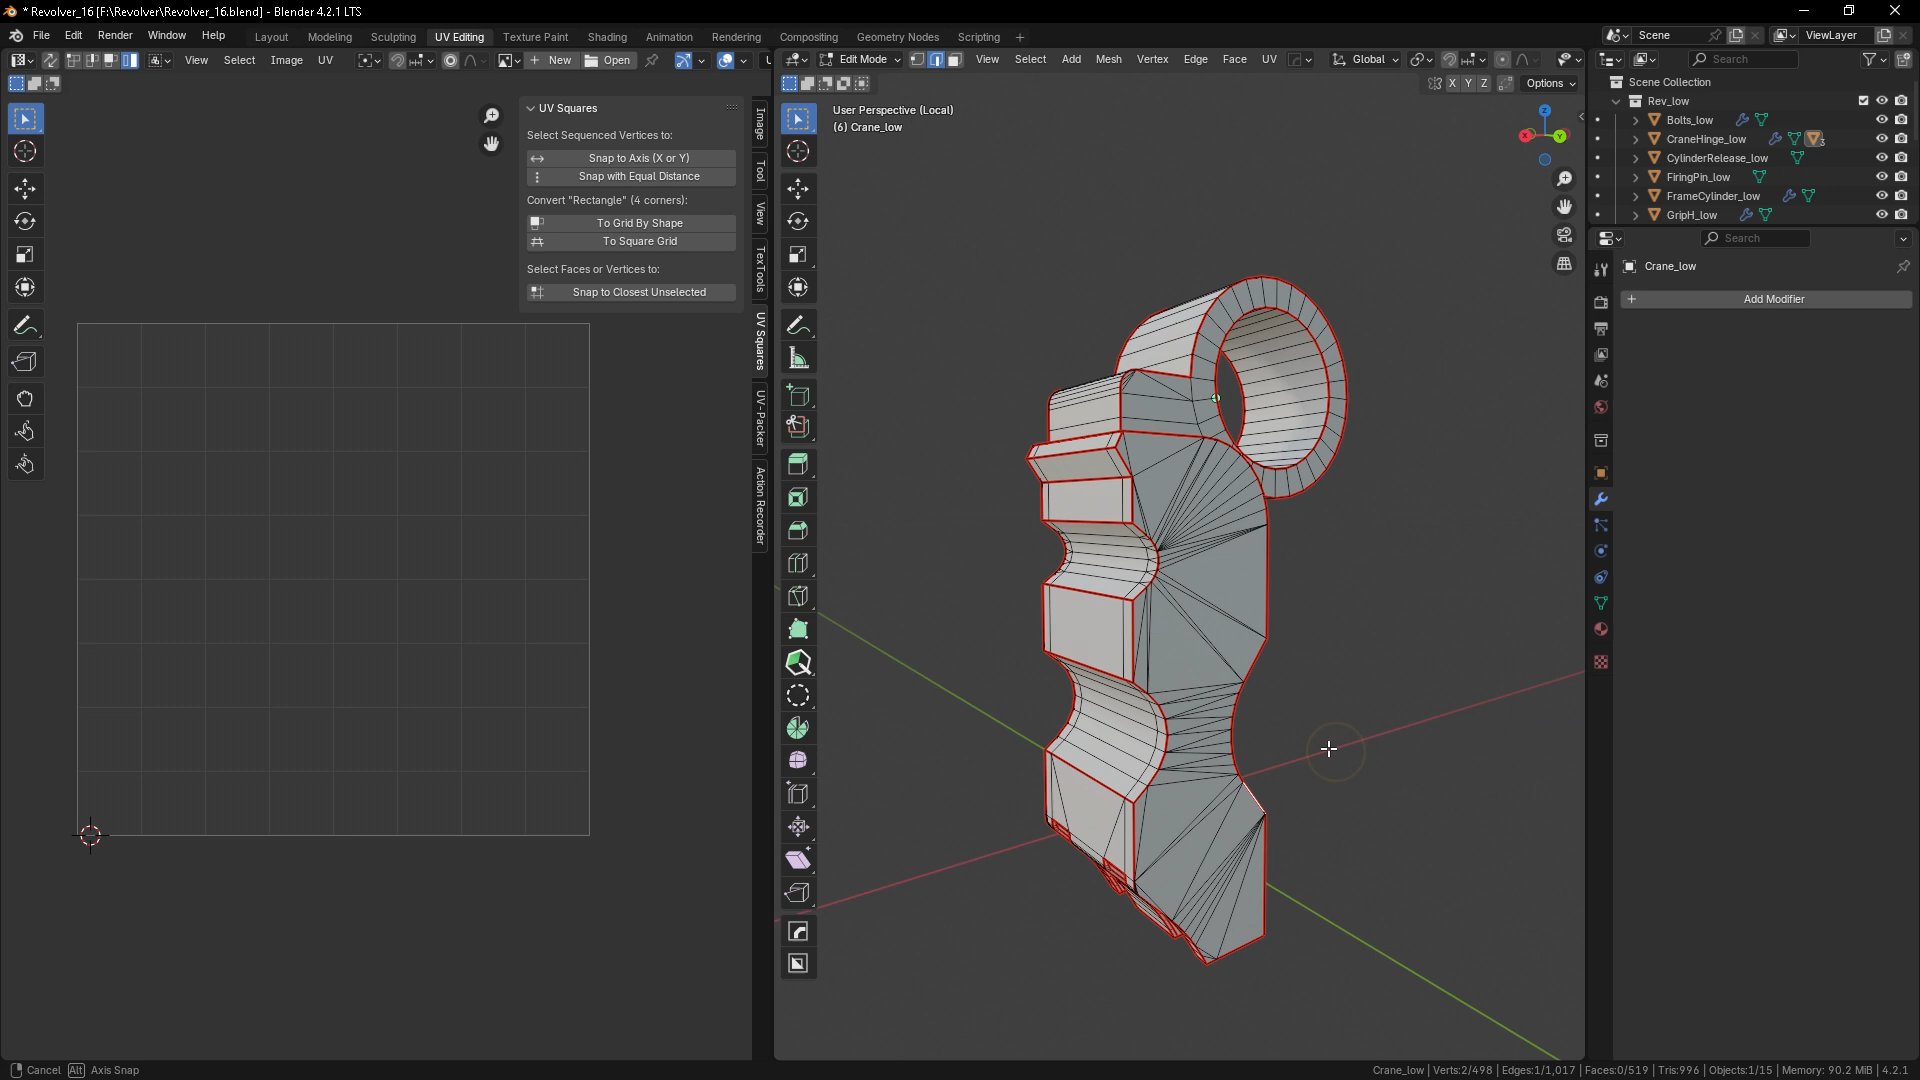 * Revolver_16 [F:\Revolver\Revolver_16.blend] - Blender 4.2.1 LTS
File Edit Render Window Help Layout Modeling Sculpting UV Editing Texture Paint Shading Animation Rendering Compositing Geometry Nodes Scripting + Scene ViewLayer
View Select Image UV New Open Edit Mode View Select Add Mesh Vertex Edge Face UV Global Search
X Y Z Options Scene Collection
UV Squares
Select Sequenced Vertices to:
Snap to Axis (X or Y)
Snap with Equal Distance
Convert "Rectangle" (4 corners):
To Grid By Shape
To Square Grid
Select Faces or Vertices to:
Snap to Closest Unselected
Image
Tool
View
TexTools
UV Squares
UV-Packer
Action Recorder
User Perspective (Local)
(6) Crane_low
Z
X
Y
Rev_low
Bolts_low
CraneHinge_low 3
CylinderRelease_low
FiringPin_low
FrameCylinder_low
GripH_low
Search
Crane_low
Add Modifier
Cancel Alt Axis Snap
Crane_low | Verts:2/498 | Edges:1/1,017 | Faces:0/519 | Tris:996 | Objects:1/15 | Memory: 90.2 MiB | 4.2.1